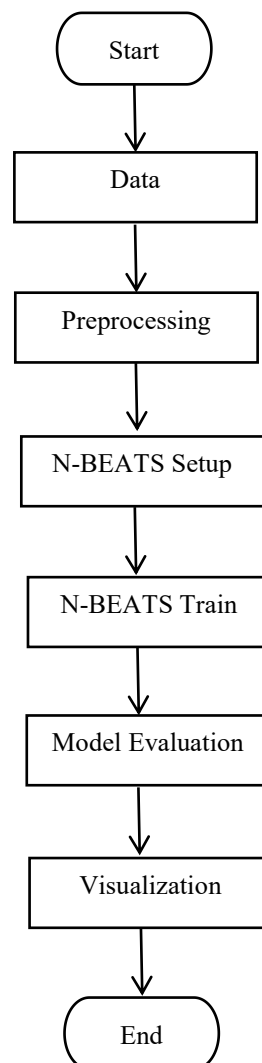 Start
Data
Preprocessing
N-BEATS Setup
N-BEATS Train
Model Evaluation
Visualization
End